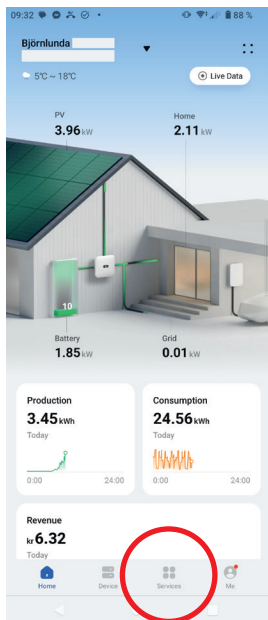 09:32 88 %
Björnlunda
5℃ ~ 18℃ Live Data
PV Home
3.96 kW 2.11 kW
10
Battery Grid
1.85 kW 0.01 kW
Production Consumption
3.45 kWh 24.56 kWh
Today Today
0:00 24:00 0:00 24:00
Revenue
kr 6.32
Today
Home Device Services Me